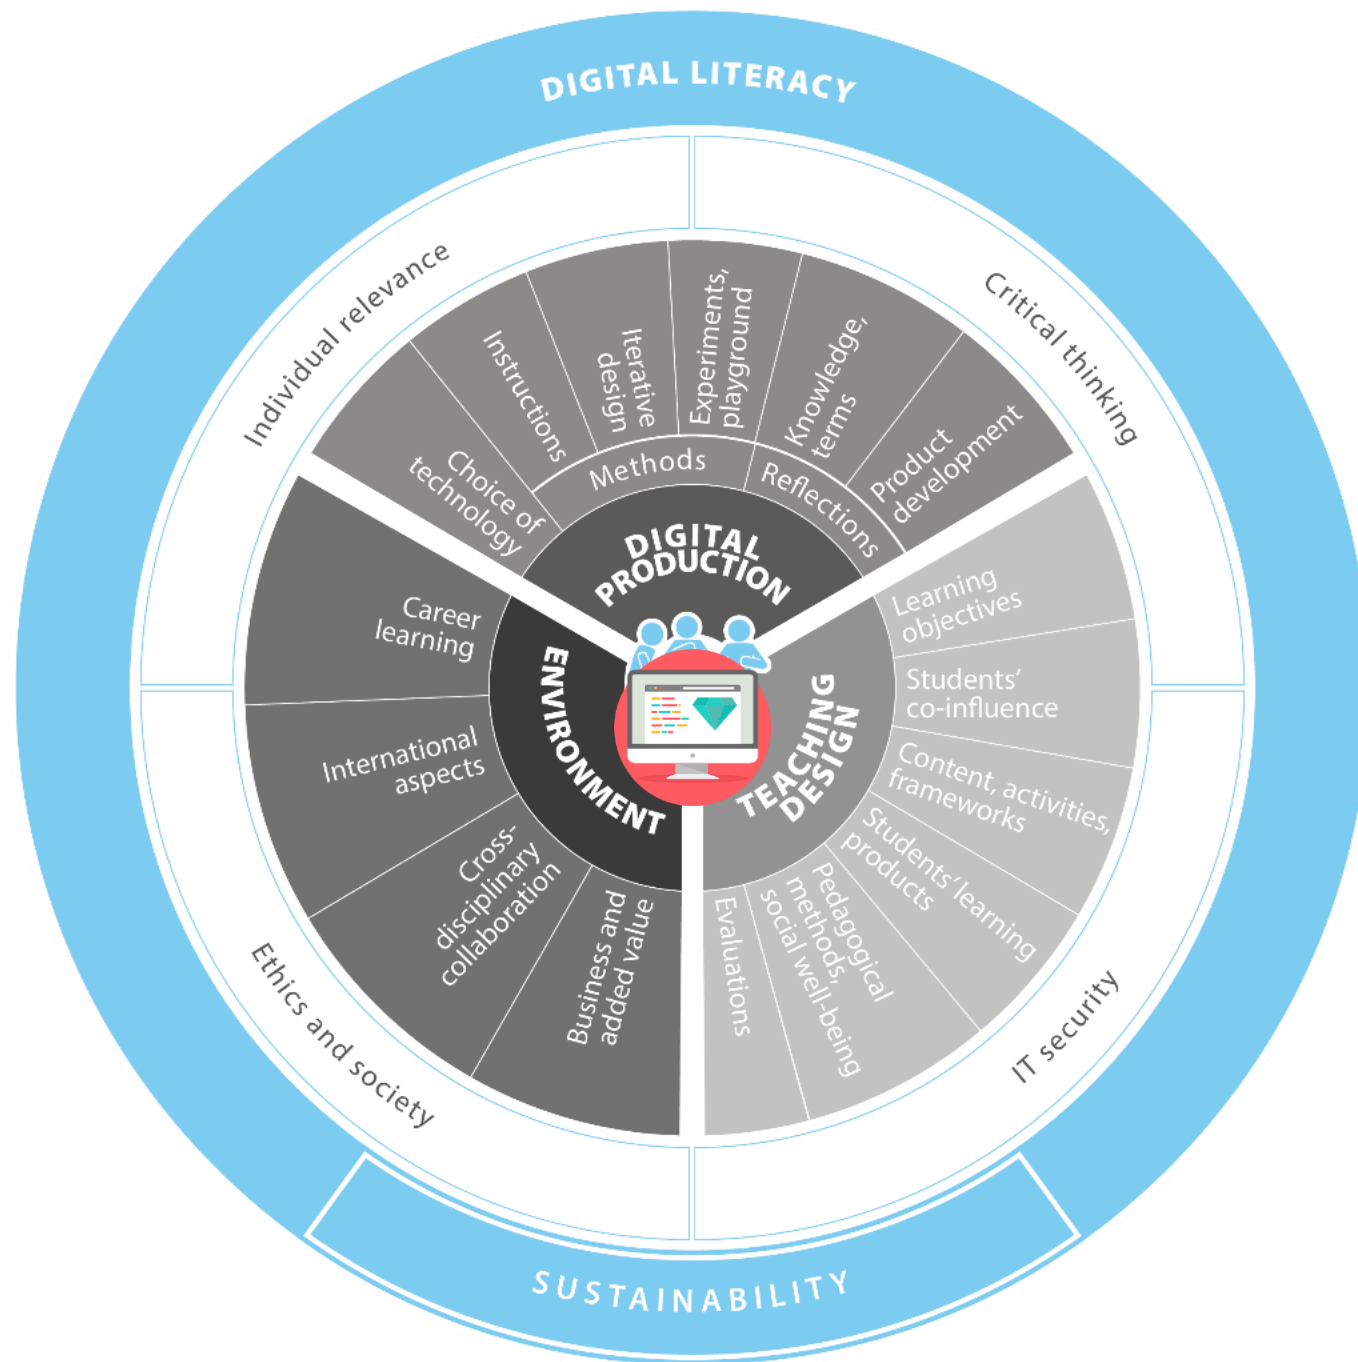 DIGITAL LITERACY
Individual relevance
Critical thinking
Choice of
technology
Instructions
Iterative
design
Experiments,
playground
Knowledge,
terms
Product
development
Methods
Reflections
DIGITAL
PRODUCTION
Learning
objectives
Students’
co-influence
Content, activities,
frameworks
Students’ learning
products
Pedagogical
methods,
social well-being
Evaluations
TEACHING
DESIGN
Career
learning
International
aspects
Cross-
disciplinary
collaboration
Business and
added value
ENVIRONMENT
Ethics and society
IT security
SUSTAINABILITY